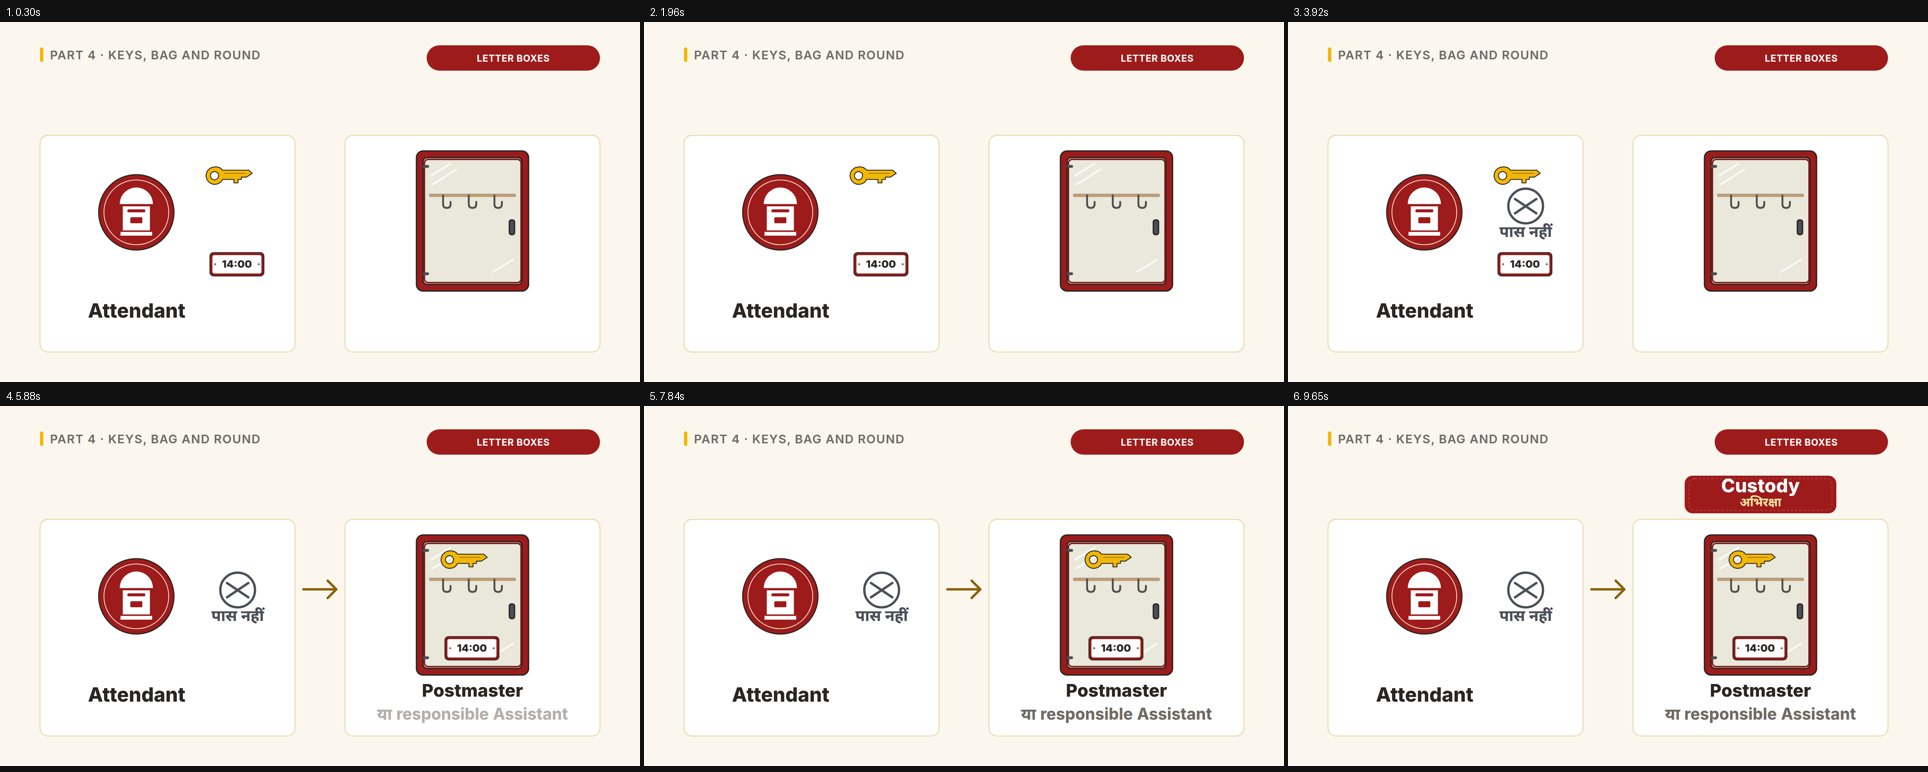 1. 0.30s
PART 4 · KEYS, BAG AND ROUND
LETTER BOXES
14:00
Attendant
2. 1.96s
PART 4 · KEYS, BAG AND ROUND
LETTER BOXES
14:00
Attendant
3. 3.92s
PART 4 · KEYS, BAG AND ROUND
LETTER BOXES
पास नहीं
14:00
Attendant
4. 5.88s
PART 4 · KEYS, BAG AND ROUND
LETTER BOXES
पास नहीं
Attendant
14:00
Postmaster
या responsible Assistant
5. 7.84s
PART 4 · KEYS, BAG AND ROUND
LETTER BOXES
पास नहीं
Attendant
14:00
Postmaster
या responsible Assistant
6. 9.65s
PART 4 · KEYS, BAG AND ROUND
LETTER BOXES
Custody
अभिरक्षा
पास नहीं
Attendant
14:00
Postmaster
या responsible Assistant